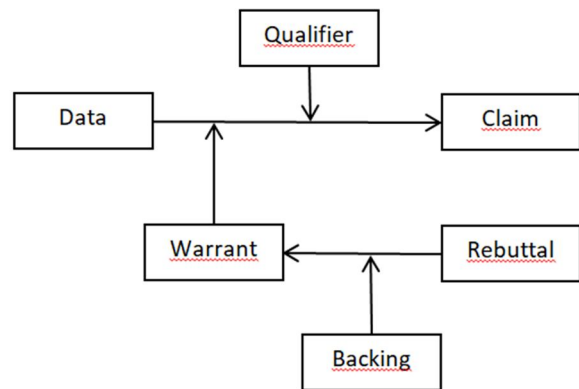 Qualifier
Data
Claim
Warrant
Rebuttal
Backing